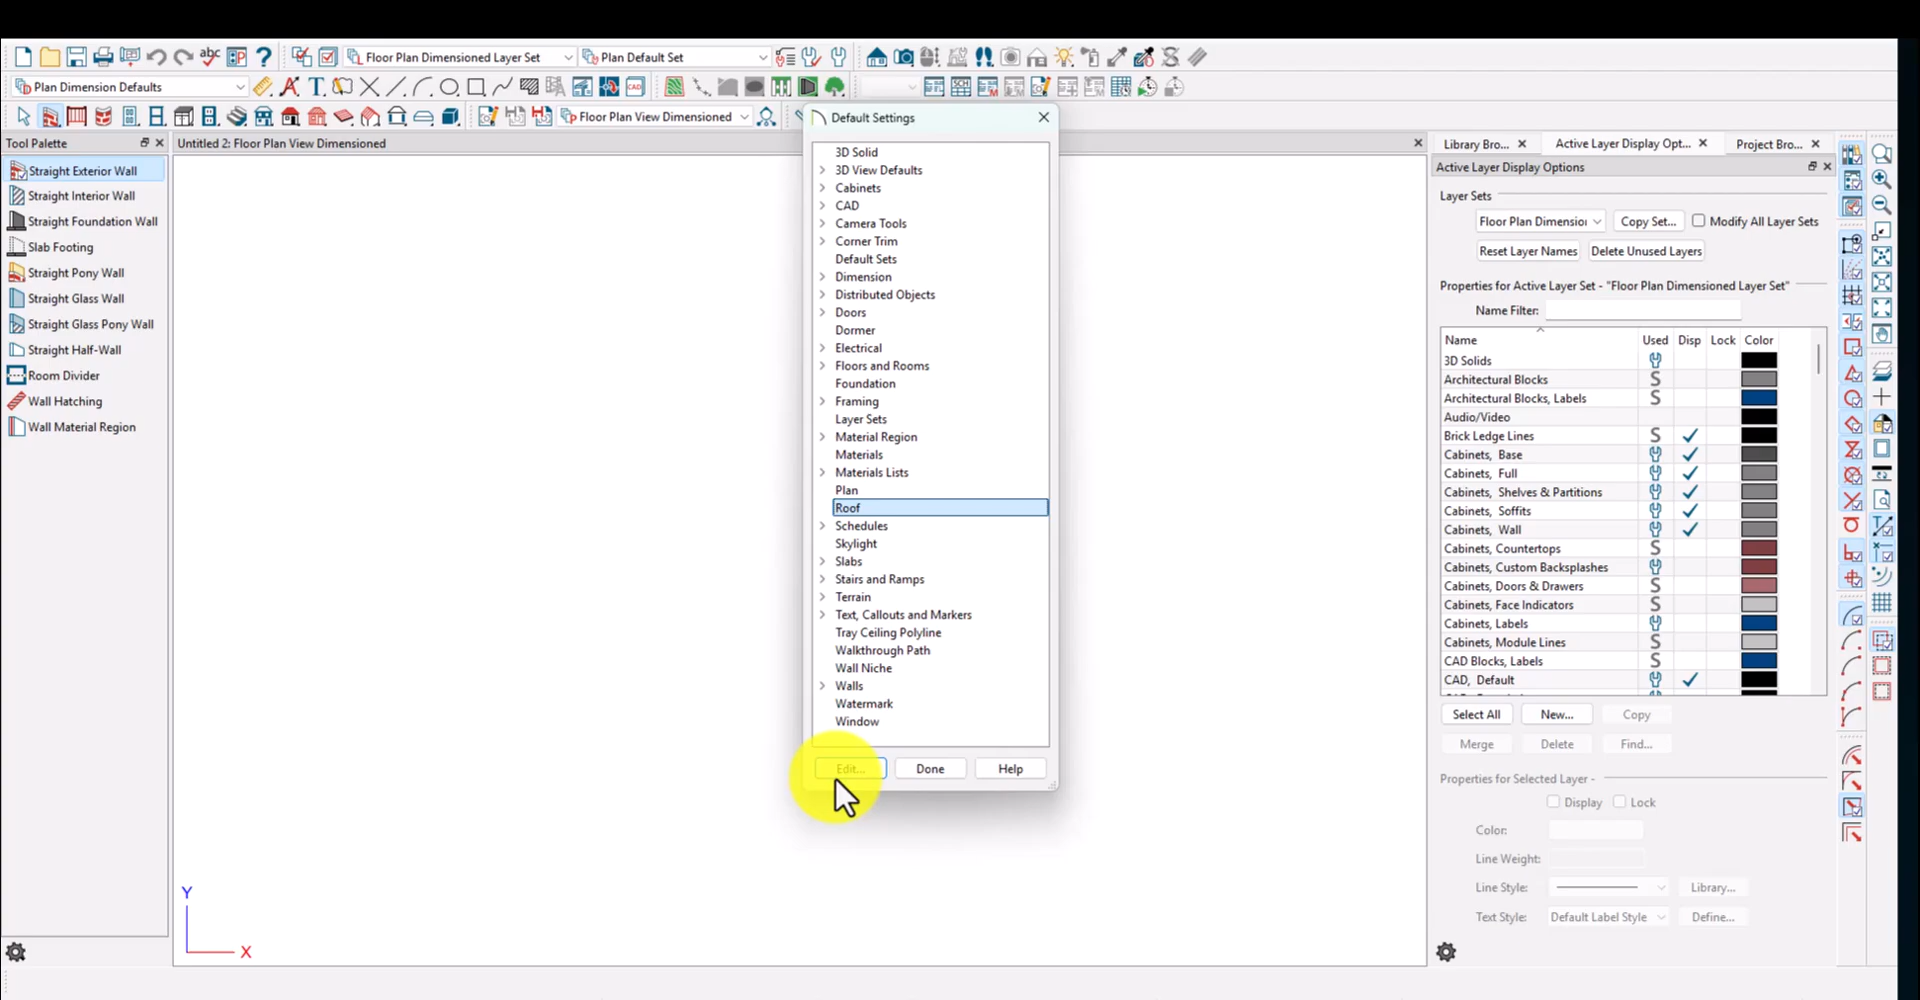 abc
Floor Plan Dimensioned Layer Set
Plan Default Set
Plan Dimension Defaults
CAD
Floor Plan View Dimensioned
Default Settings
Tool Palette
Untitled 2: Floor Plan View Dimensioned
Library Bro...
Active Layer Display Opt...
Project Bro...
Straight Exterior Wall
Straight Interior Wall
Straight Foundation Wall
Slab Footing
Straight Pony Wall
Straight Glass Wall
Straight Glass Pony Wall
Straight Half-Wall
Room Divider
Wall Hatching
Wall Material Region
3D Solid
3D View Defaults
Cabinets
CAD
Camera Tools
Corner Trim
Default Sets
Dimension
Distributed Objects
Doors
Dormer
Electrical
Floors and Rooms
Foundation
Framing
Layer Sets
Material Region
Materials
Materials Lists
Plan
Roof
Schedules
Skylight
Slabs
Stairs and Ramps
Terrain
Text, Callouts and Markers
Tray Ceiling Polyline
Walkthrough Path
Wall Niche
Walls
Watermark
Window
Edit...
Done
Help
Y
X
Active Layer Display Options
Layer Sets
Floor Plan Dimension
Copy Set...
Modify All Layer Sets
Reset Layer Names
Delete Unused Layers
Properties for Active Layer Set - "Floor Plan Dimensioned Layer Set"
Name Filter:
Name Used Disp Lock Color
3D Solids
Architectural Blocks S
Architectural Blocks, Labels S
Audio/Video
Brick Ledge Lines S
Cabinets, Base
Cabinets, Full
Cabinets, Shelves & Partitions
Cabinets, Soffits
Cabinets, Wall
Cabinets, Countertops S
Cabinets, Custom Backsplashes
Cabinets, Doors & Drawers S
Cabinets, Face Indicators S
Cabinets, Labels
Cabinets, Module Lines S
CAD Blocks, Labels S
CAD, Default
Select All
New...
Copy
Merge
Delete
Find...
Properties for Selected Layer -
Display
Lock
Color:
Line Weight:
Line Style:
Library...
Text Style:
Default Label Style
Define...